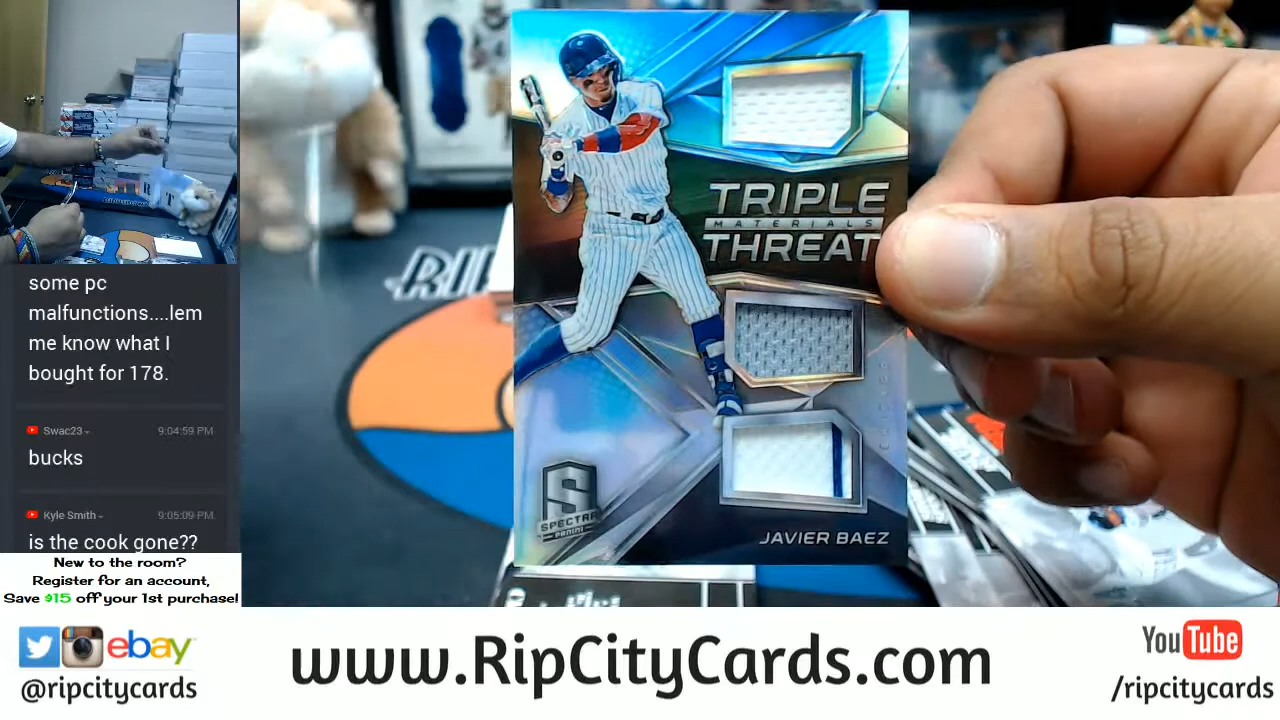 some pc
malfunctions....lem
me know what I
bought for 178.
Swac23
9:04:59 PM
bucks
Kyle Smith
9:05:09 PM
is the cook gone??
New to the room?
Register for an account,
Save $15 off your 1st purchase!
TRIPLE
MATERIALS
THREAT
S
SPECTRA
PANINI
JAVIER BAEZ
RI
ebay
@ripcitycards
www.RipCityCards.com
YouTube
/ripcitycards